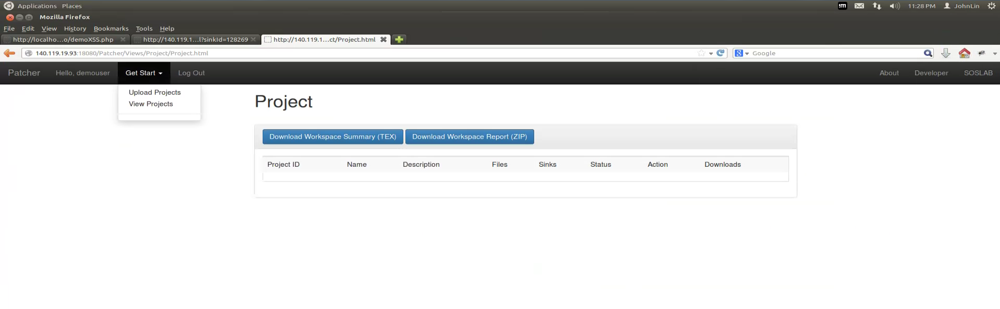 Applications Places !m 11:28 PM JohnLin
Mozilla Firefox
File Edit View History Bookmarks Tools Help
http://localho...o/demoXSS.php http://140.119.1...l?sinkId=128269 http://140.119.1...ct/Project.html
140.119.19.93:18080/Patcher/Views/Project/Project.html 8 Google
Patcher Hello, demouser Get Start Log Out About Developer SOSLAB
Upload Projects
View Projects
Project
Download Workspace Summary (TEX) Download Workspace Report (ZIP)
Project ID Name Description Files Sinks Status Action Downloads